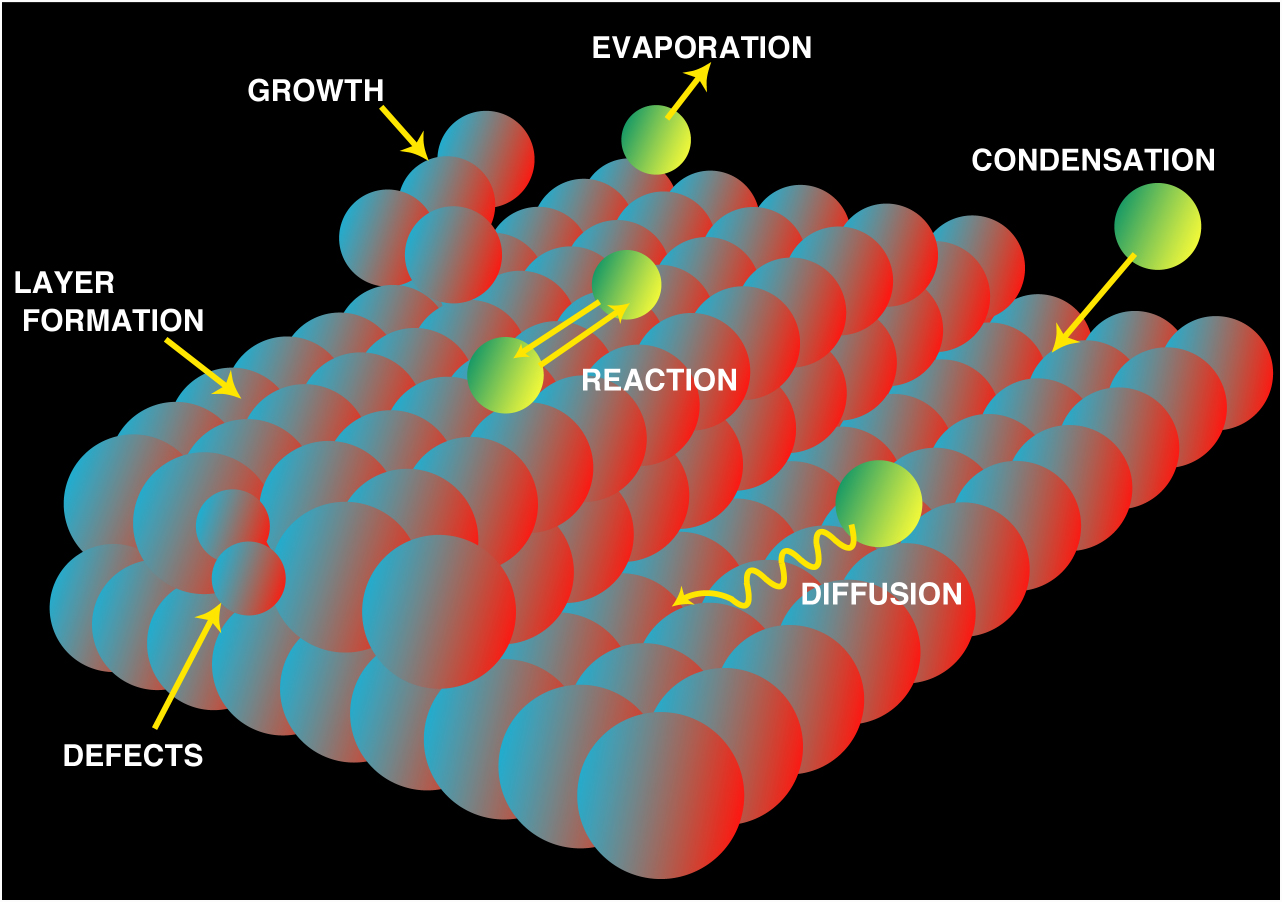 EVAPORATION
GROWTH
CONDENSATION
LAYER
FORMATION
REACTION
DIFFUSION
DEFECTS